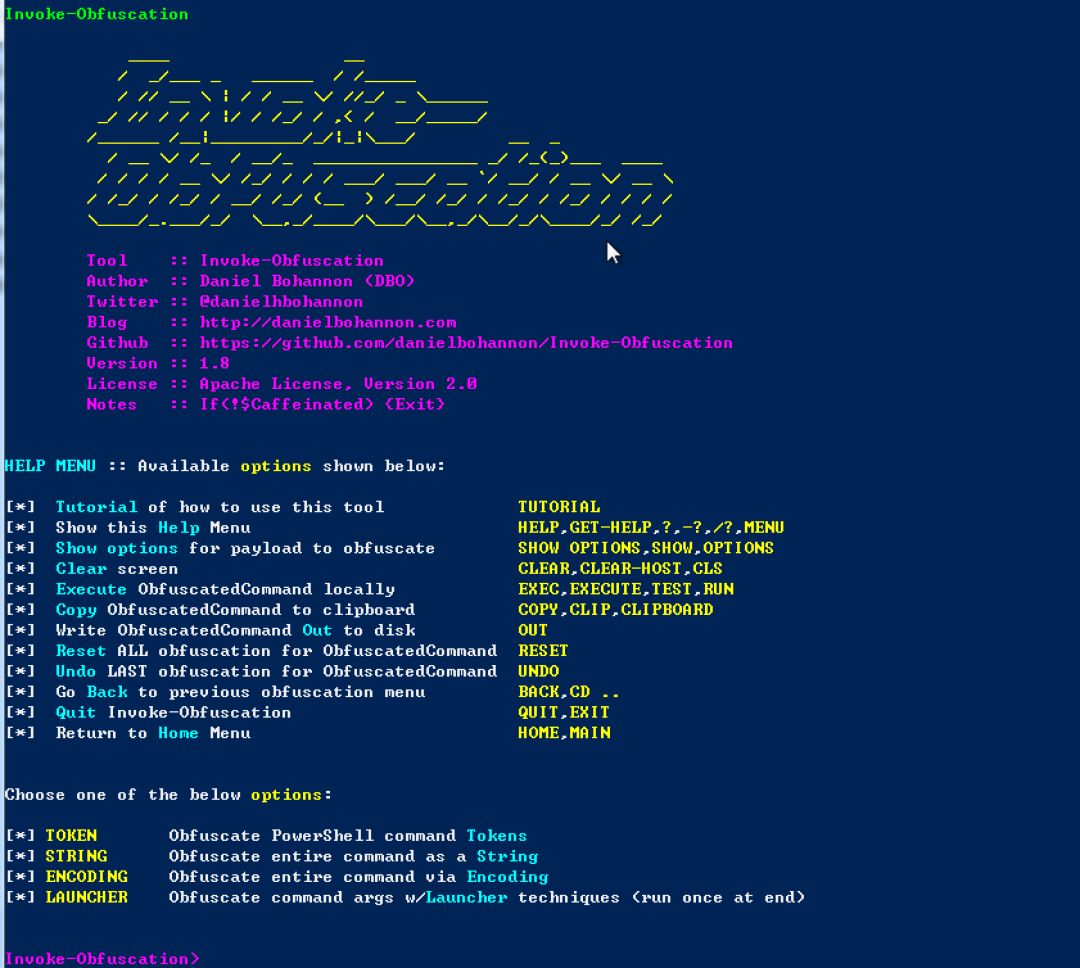 Invoke-Obfuscation
Invoke-
Obfuscation
Tool :: Invoke-Obfuscation
Author :: Daniel Bohannon (DBO)
Twitter :: @danielhbohannon
Blog :: http://danielbohannon.com
Github :: https://github.com/danielbohannon/Invoke-Obfuscation
Version :: 1.8
License :: Apache License, Version 2.0
Notes :: If(!$Caffeinated) {Exit}
HELP MENU :: Available options shown below:
[*] Tutorial of how to use this tool TUTORIAL
[*] Show this Help Menu HELP,GET-HELP,?,-?,/?,MENU
[*] Show options for payload to obfuscate SHOW OPTIONS,SHOW,OPTIONS
[*] Clear screen CLEAR,CLEAR-HOST,CLS
[*] Execute ObfuscatedCommand locally EXEC,EXECUTE,TEST,RUN
[*] Copy ObfuscatedCommand to clipboard COPY,CLIP,CLIPBOARD
[*] Write ObfuscatedCommand Out to disk OUT
[*] Reset ALL obfuscation for ObfuscatedCommand RESET
[*] Undo LAST obfuscation for ObfuscatedCommand UNDO
[*] Go Back to previous obfuscation menu BACK,CD ..
[*] Quit Invoke-Obfuscation QUIT,EXIT
[*] Return to Home Menu HOME,MAIN
Choose one of the below options:
[*] TOKEN Obfuscate PowerShell command Tokens
[*] STRING Obfuscate entire command as a String
[*] ENCODING Obfuscate entire command via Encoding
[*] LAUNCHER Obfuscate command args w/Launcher techniques (run once at end)
Invoke-Obfuscation>